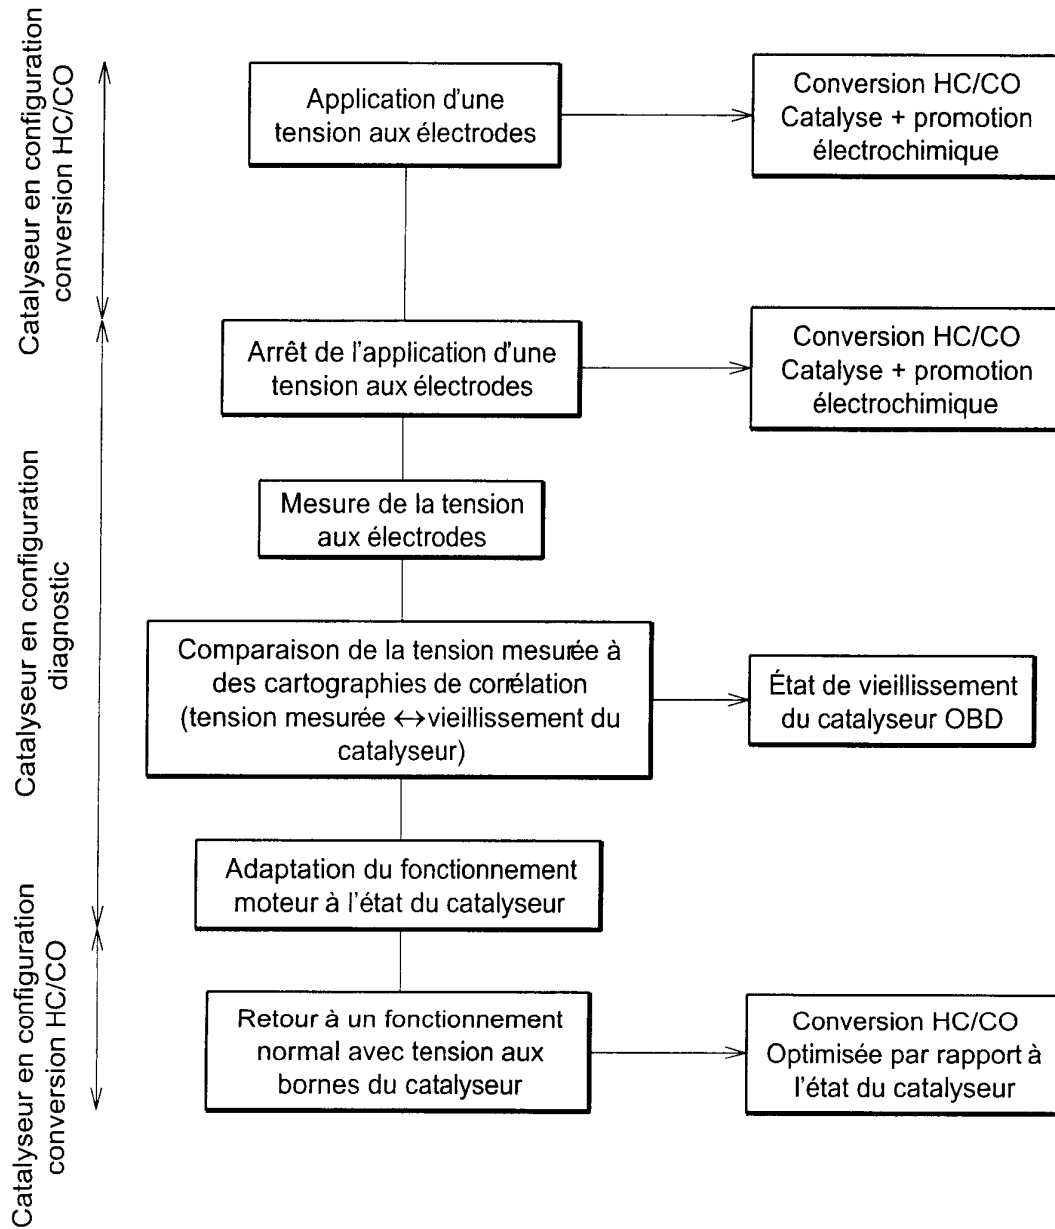 Catalyseur en configuration
conversion HC/CO
Application d'une
tension aux électrodes
Conversion HC/CO
Catalyse + promotion
électrochimique
Catalyseur en configuration
diagnostic
Arrêt de l'application d'une
tension aux électrodes
Conversion HC/CO
Catalyse + promotion
électrochimique
Mesure de la tension
aux électrodes
Comparaison de la tension mesurée à
des cartographies de corrélation
(tension mesurée ↔ vieillissement du
catalyseur)
État de vieillissement
du catalyseur OBD
Adaptation du fonctionnement
moteur à l'état du catalyseur
Catalyseur en configuration
conversion HC/CO
Retour à un fonctionnement
normal avec tension aux
bornes du catalyseur
Conversion HC/CO
Optimisée par rapport à
l'état du catalyseur